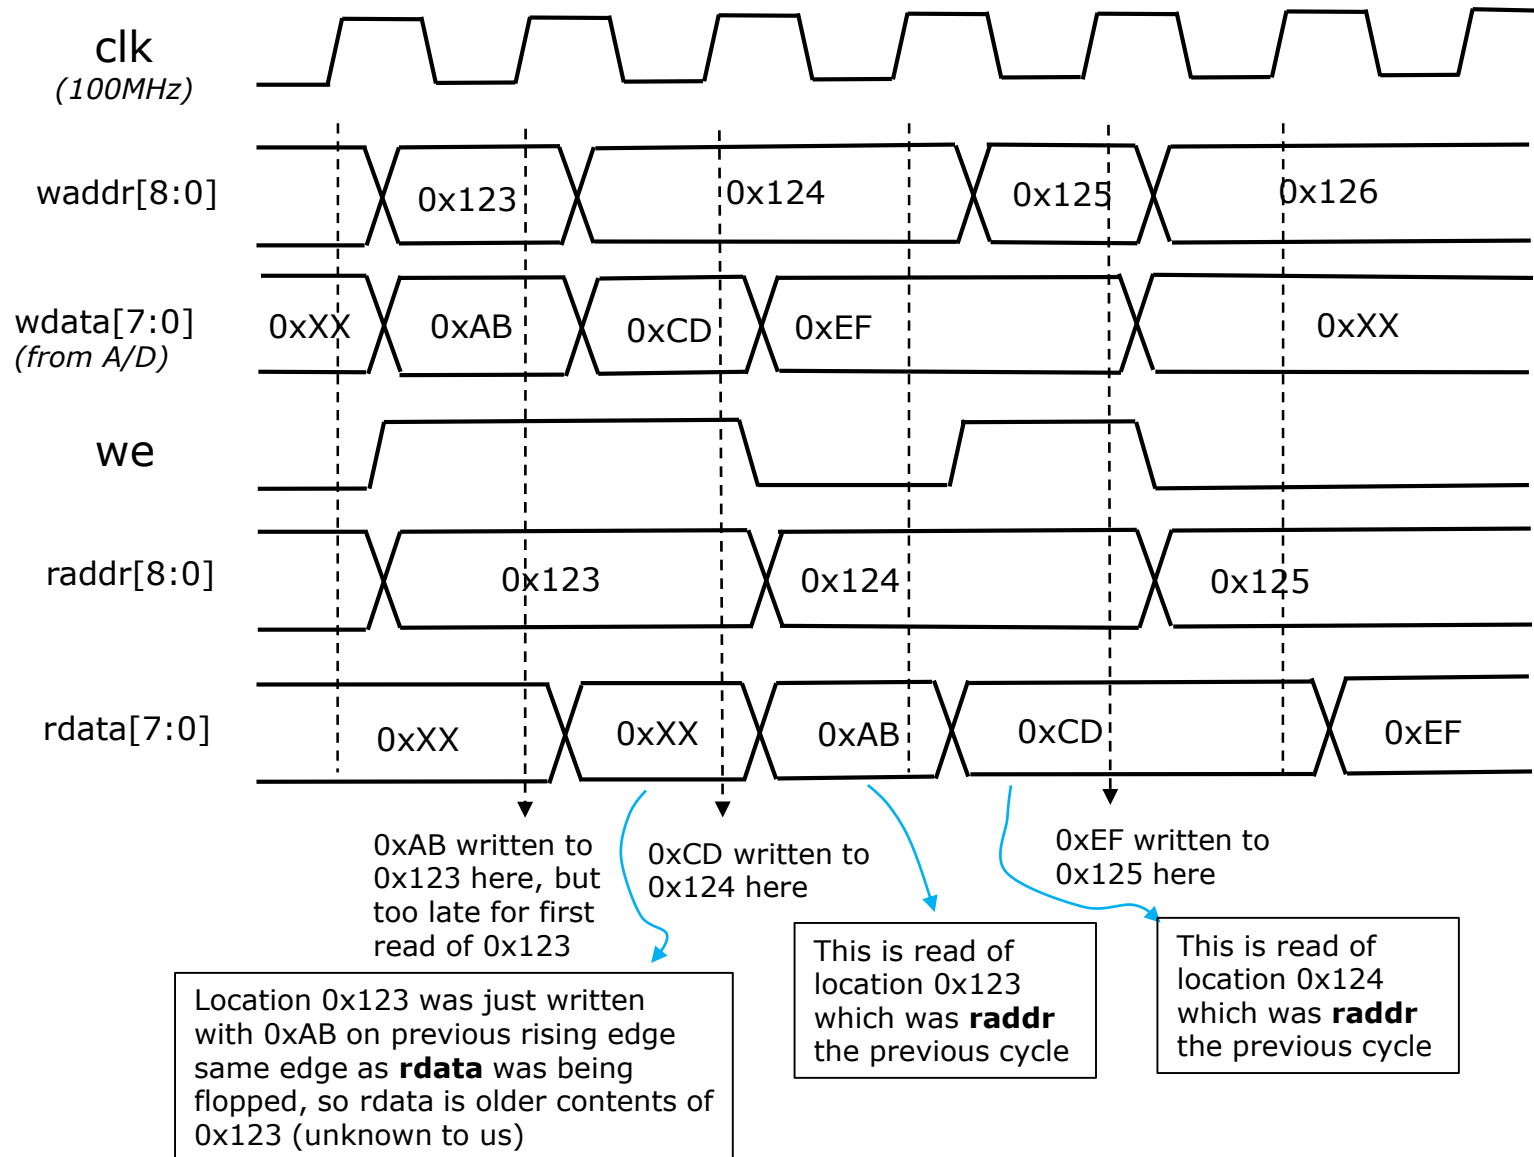 clk
(100MHz)
waddr[8:0]
0x123
0x124
0x125
0x126
wdata[7:0]
(from A/D)
0xXX
0xAB
0xCD
0xEF
0xXX
we
raddr[8:0]
0x123
0x124
0x125
rdata[7:0]
0xXX
0xXX
0xAB
0xCD
0xEF
0xAB written to
0x123 here, but
too late for first
read of 0x123
0xCD written to
0x124 here
0xEF written to
0x125 here
Location 0x123 was just written
with 0xAB on previous rising edge
same edge as rdata was being
flopped, so rdata is older contents of
0x123 (unknown to us)
This is read of
location 0x123
which was raddr
the previous cycle
This is read of
location 0x124
which was raddr
the previous cycle